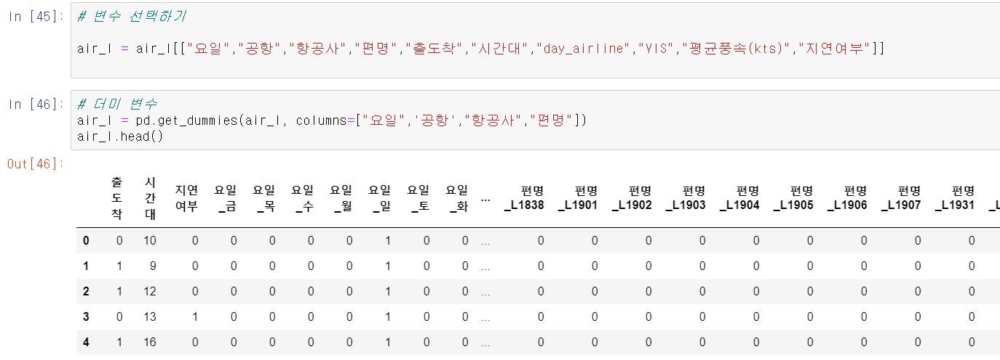 In [45]:
# 변수 선택하기
air_l = air_l[["요일","공항","항공사","편명","출도착","시간대","day_airline","VIS","평균풍속(kts)","지연여부"]]
In [46]:
# 더미 변수
air_l = pd.get_dummies(air_l, columns=["요일",'공항',"항공사","편명"])
air_l.head()
Out[46]:
출도착 시간대 지연여부 요일_금 요일_목 요일_수 요일_월 요일_일 요일_토 요일_화 ... 편명_L1838 편명_L1901 편명_L1902 편명_L1903 편명_L1904 편명_L1905 편명_L1906 편명_L1907 편명_L1931
0 0 10 0 0 0 0 0 1 0 0 ... 0 0 0 0 0 0 0 0 0
1 1 9 0 0 0 0 0 1 0 0 ... 0 0 0 0 0 0 0 0 0
2 1 12 0 0 0 0 0 1 0 0 ... 0 0 0 0 0 0 0 0 0
3 0 13 1 0 0 0 0 1 0 0 ... 0 0 0 0 0 0 0 0 0
4 1 16 0 0 0 0 0 1 0 0 ... 0 0 0 0 0 0 0 0 0